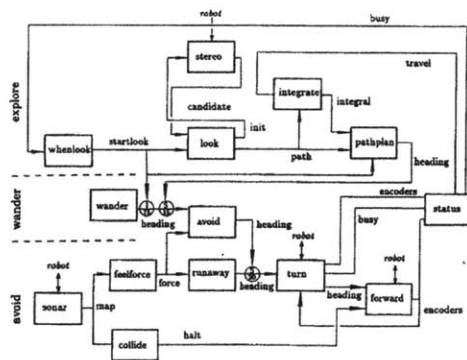 robot
busy
stereo
travel
candidate
integrate
integral
init
explore
startlook
whenlook
look
path
pathplan
heading
encoders
wander
wander
heading
avoid
heading
busy
status
robot
robot
feelforce
force
runaway
heading
turn
robot
avoid
sonar
map
heading
forward
encoders
halt
collide